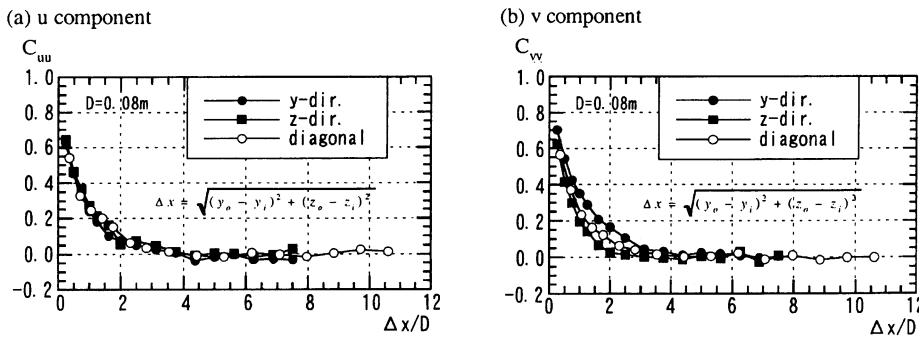 (a) u component
C_uu
1.0
0.8
0.6
0.4
0.2
0.0
-0.2
D=0.08m
y-dir.
z-dir.
diagonal
Δx = √(y_o − y_i)² + (z_o − z_i)²
0 2 4 6 8 10 12
Δx/D
(b) v component
C_vv
1.0
0.8
0.6
0.4
0.2
0.0
-0.2
D=0.08m
y-dir.
z-dir.
diagonal
Δx = √(y_o − y_i)² + (z_o − z_i)²
0 2 4 6 8 10 12
Δx/D